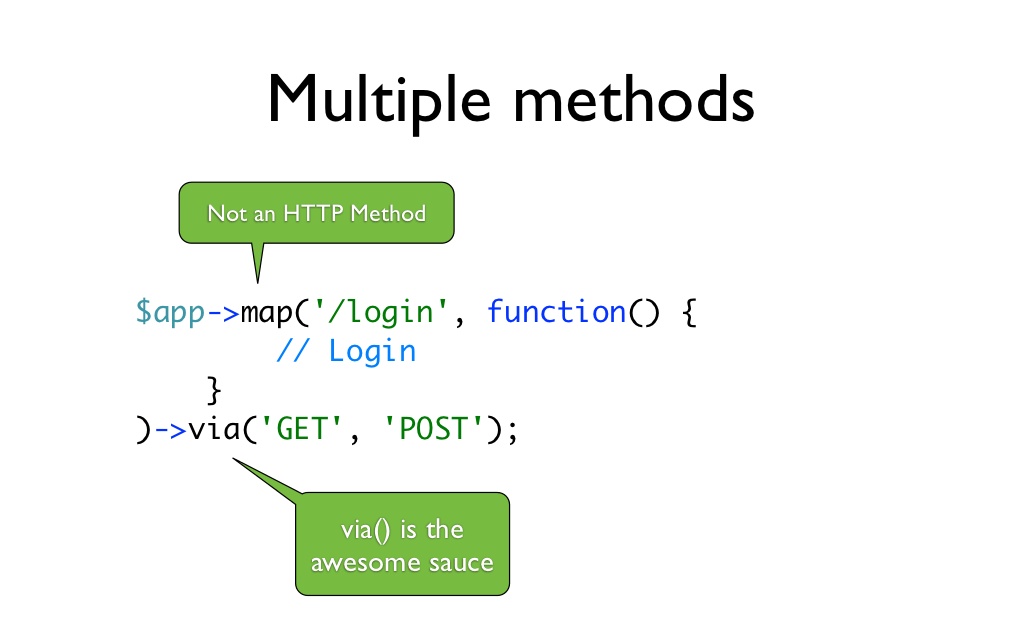 Multiple methods
Not an HTTP Method
$app->map('/login', function() {
        // Login
    }
)->via('GET', 'POST');
via() is the
awesome sauce